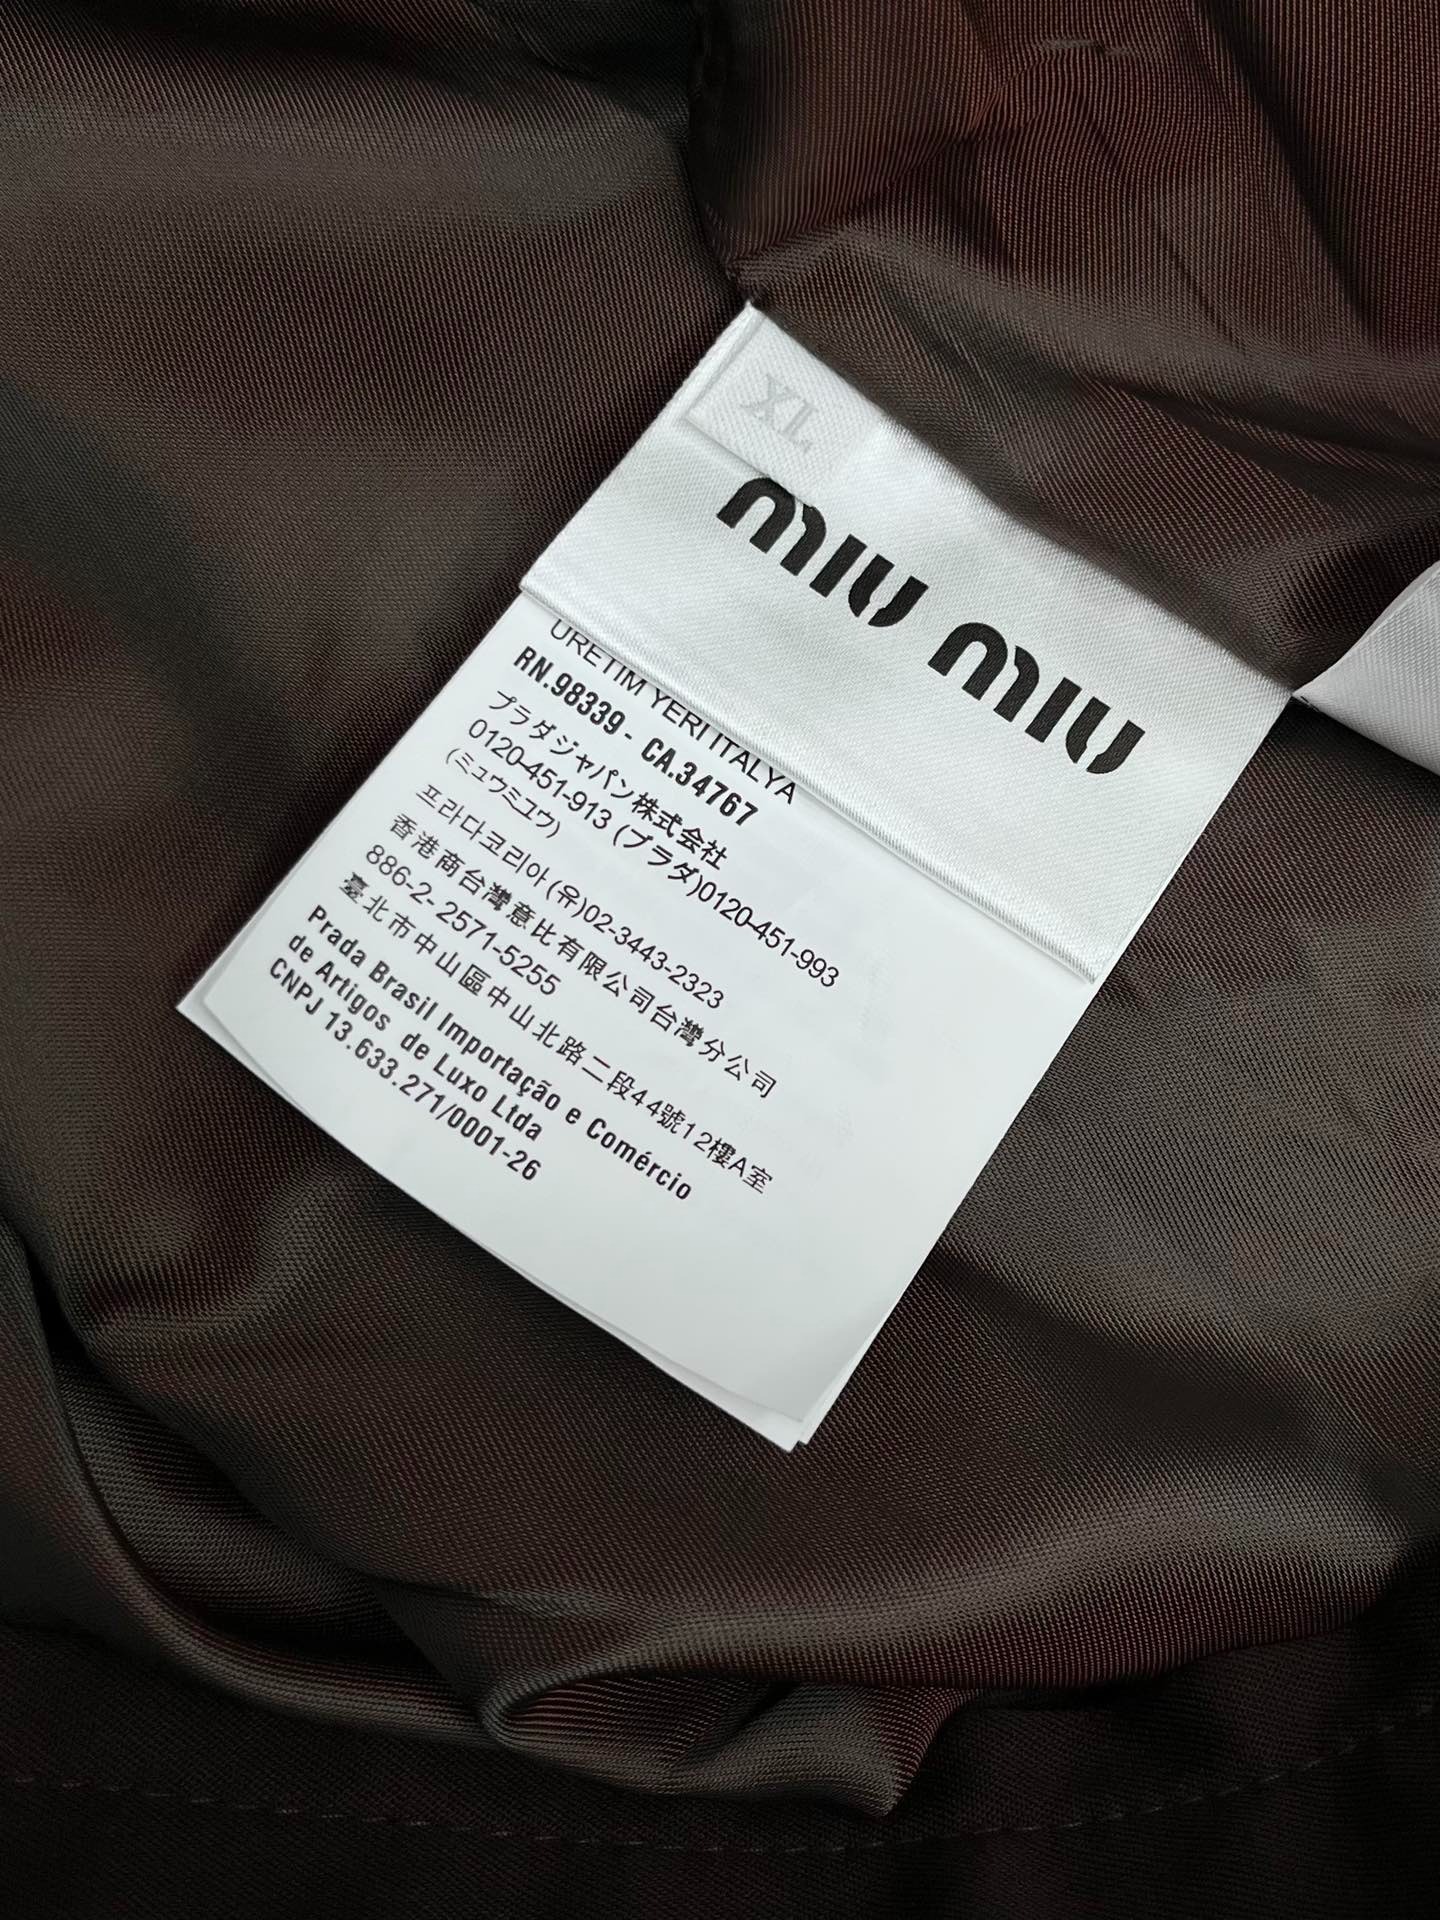 XL
miu miu
URETIM YERI ITALYA
RN.98339 - CA.34767
プラダジャパン株式会社
0120-451-913 (プラダ)0120-451-993
(ミュウミュウ)
프라다코리아(유)02-3443-2323
香港商台灣意比有限公司台灣分公司
886-2- 2571-5255
臺北市中山區中山北路二段44號12樓A室
Prada Brasil Importação e Comércio
de Artigos de Luxo Ltda
CNPJ 13.633.271/0001-26